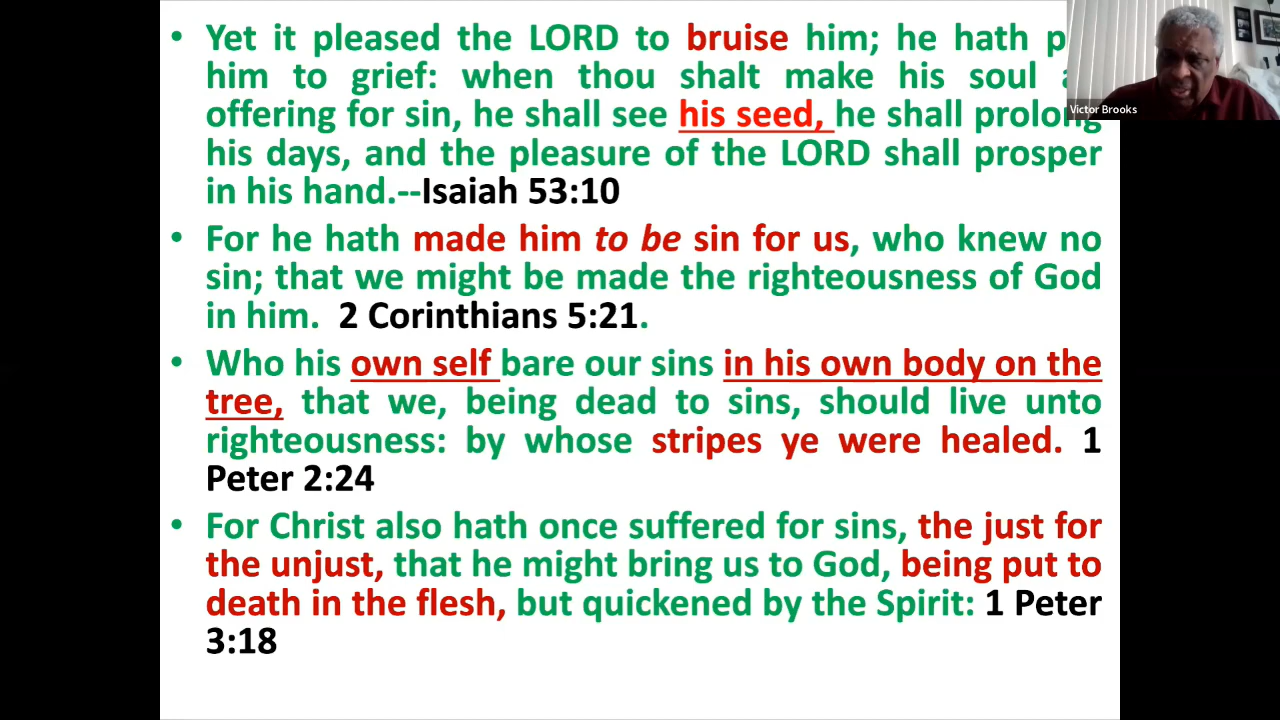 • Yet it pleased the LORD to bruise him; he hath
him to grief: when thou shalt make his soul
offering for sin, he shall see his seed, he shall prolong
his days, and the pleasure of the LORD shall prosper
in his hand.--Isaiah 53:10
• For he hath made him to be sin for us, who knew no
sin; that we might be made the righteousness of God
in him. 2 Corinthians 5:21.
• Who his own self bare our sins in his own body on the
tree, that we, being dead to sins, should live unto
righteousness: by whose stripes ye were healed. 1
Peter 2:24
• For Christ also hath once suffered for sins, the just for
the unjust, that he might bring us to God, being put to
death in the flesh, but quickened by the Spirit: 1 Peter
3:18
Victor Brooks